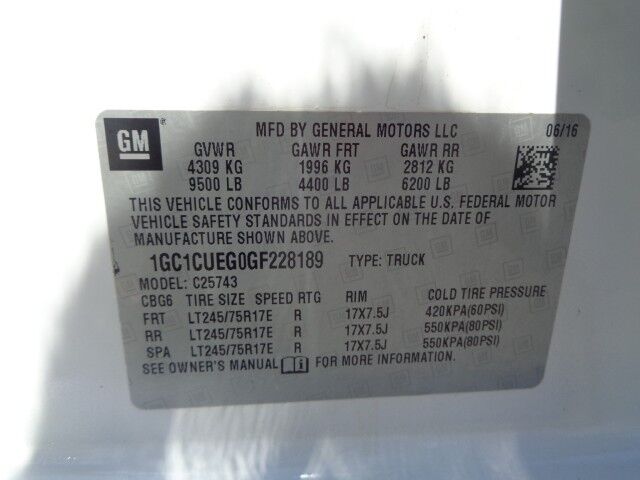 GM ® MFD BY GENERAL MOTORS LLC 06/16
GVWR GAWR FRT GAWR RR
4309 KG 1996 KG 2812 KG
9500 LB 4400 LB 6200 LB
THIS VEHICLE CONFORMS TO ALL APPLICABLE U.S. FEDERAL MOTOR
VEHICLE SAFETY STANDARDS IN EFFECT ON THE DATE OF
MANUFACTURE SHOWN ABOVE.
1GC1CUEG0GF228189 TYPE: TRUCK
MODEL: C25743
CBG6 TIRE SIZE SPEED RTG RIM COLD TIRE PRESSURE
FRT LT245/75R17E R 17X7.5J 420KPA(60PSI)
RR LT245/75R17E R 17X7.5J 550KPA(80PSI)
SPA LT245/75R17E R 17X7.5J 550KPA(80PSI)
SEE OWNER'S MANUAL FOR MORE INFORMATION.